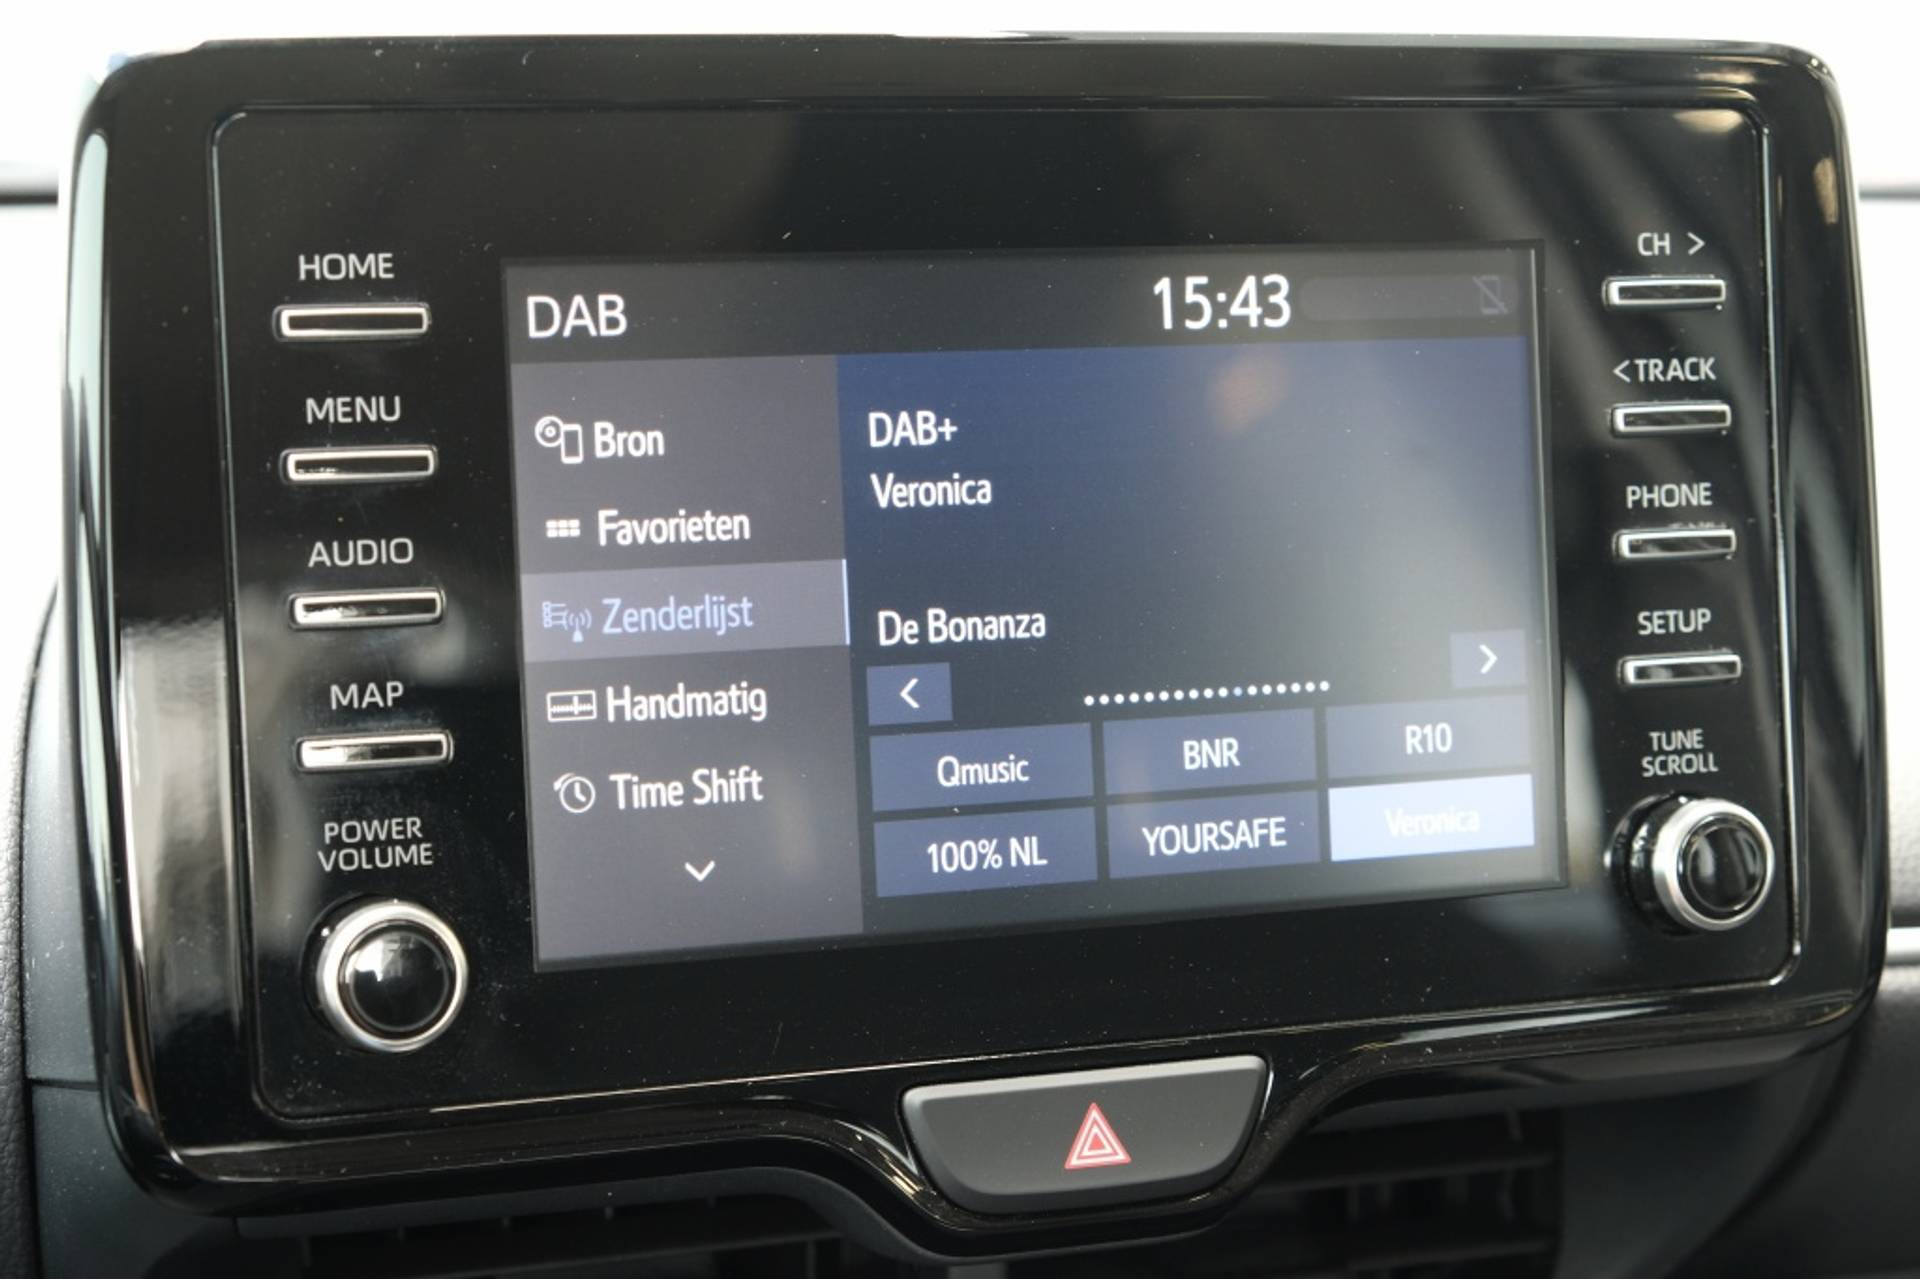 HOME
MENU
AUDIO
MAP
POWER
VOLUME
DAB
15:43
Bron
Favorieten
Zenderlijst
Handmatig
Time Shift
DAB+
Veronica
De Bonanza
Qmusic
BNR
R10
100% NL
YOURSAFE
Veronica
CH >
< TRACK
PHONE
SETUP
TUNE
SCROLL